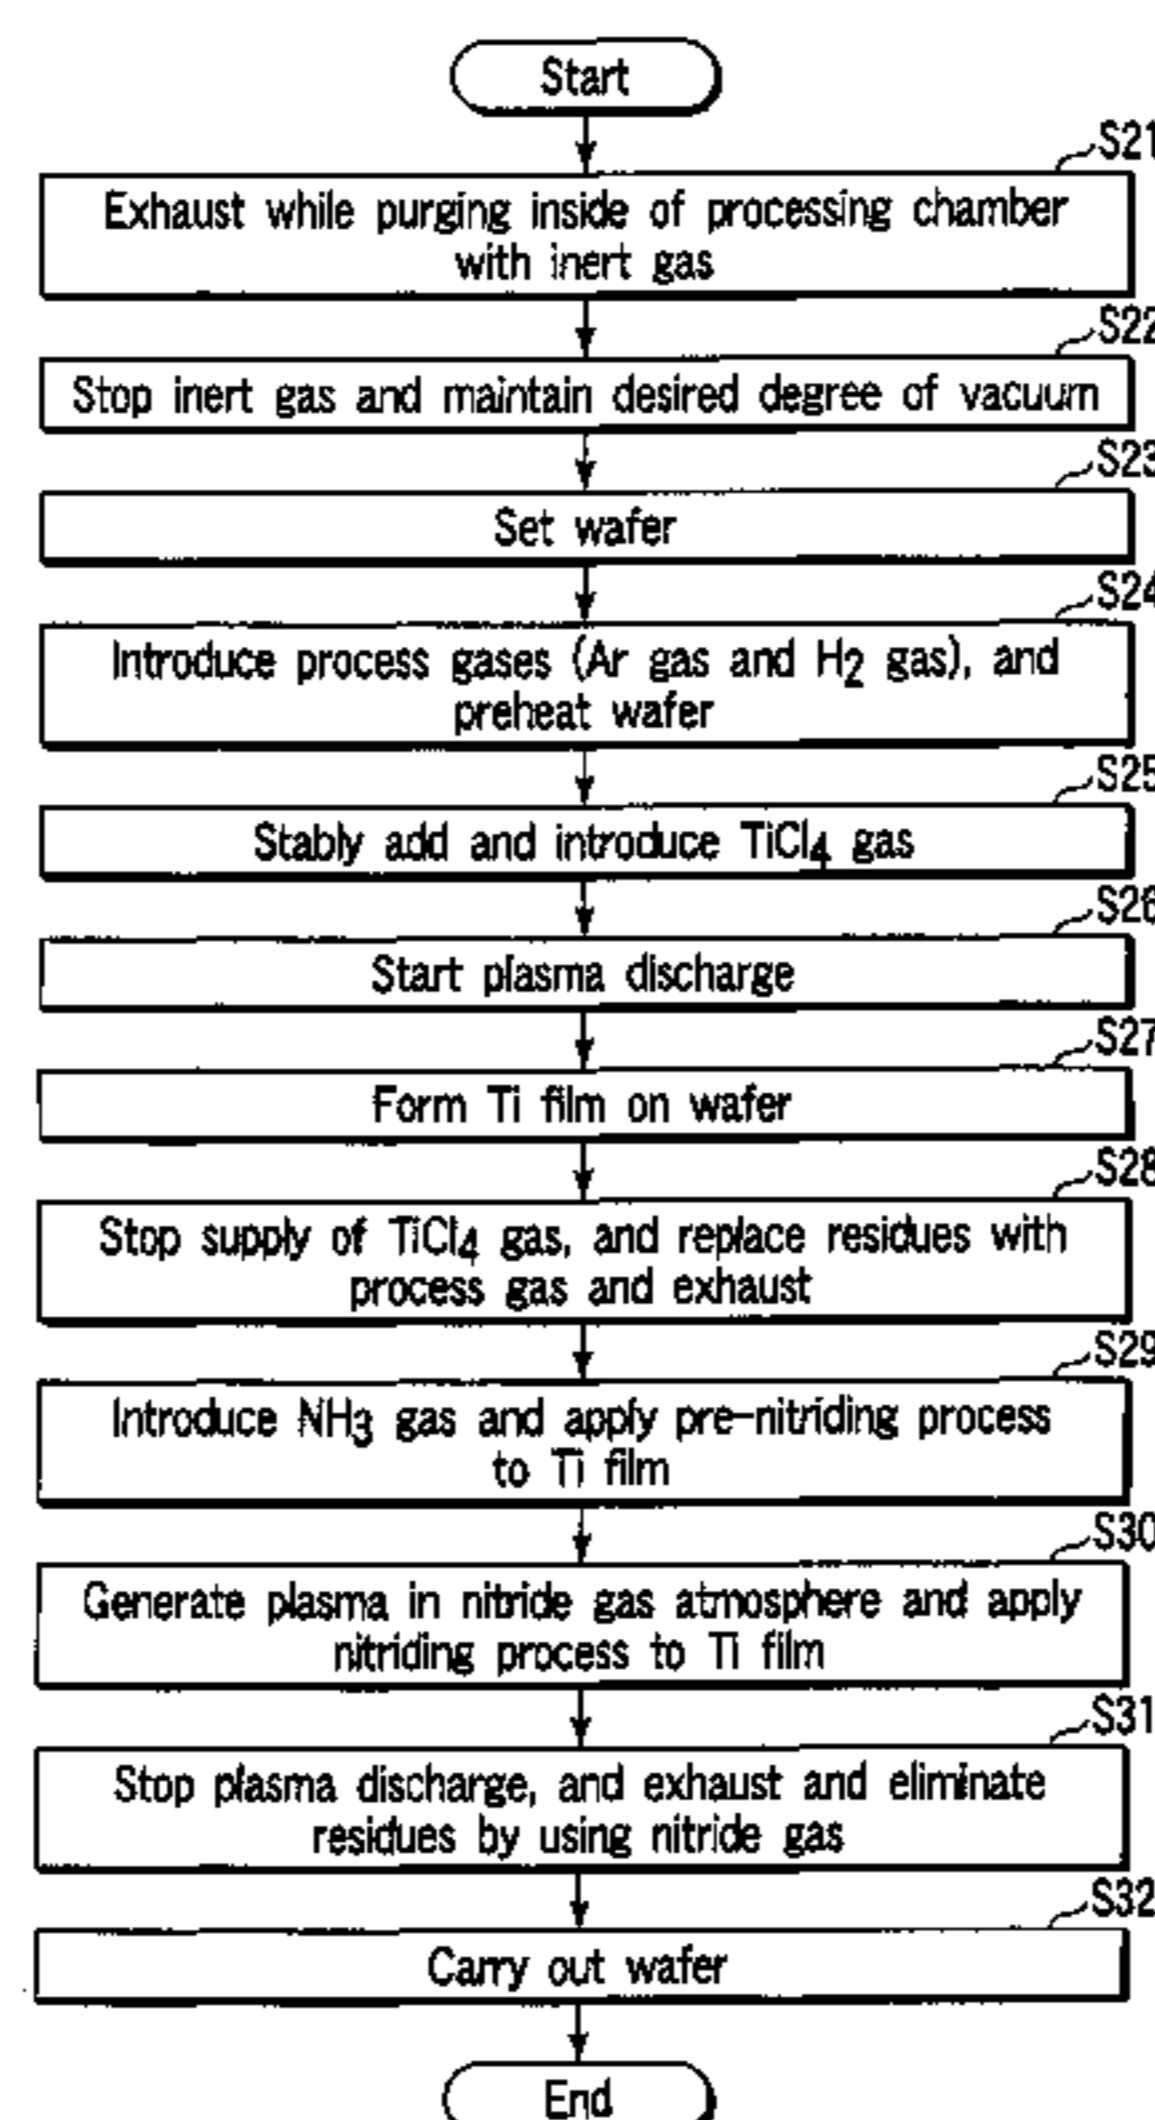 Start
S21
Exhaust while purging inside of processing chamber
with inert gas
S22
Stop inert gas and maintain desired degree of vacuum
S23
Set wafer
S24
Introduce process gases (Ar gas and H2 gas), and
preheat wafer
S25
Stably add and introduce TiCl4 gas
S26
Start plasma discharge
S27
Form Ti film on wafer
S28
Stop supply of TiCl4 gas, and replace residues with
process gas and exhaust
S29
Introduce NH3 gas and apply pre-nitriding process
to Ti film
S30
Generate plasma in nitride gas atmosphere and apply
nitriding process to Ti film
S31
Stop plasma discharge, and exhaust and eliminate
residues by using nitride gas
S32
Carry out wafer
End